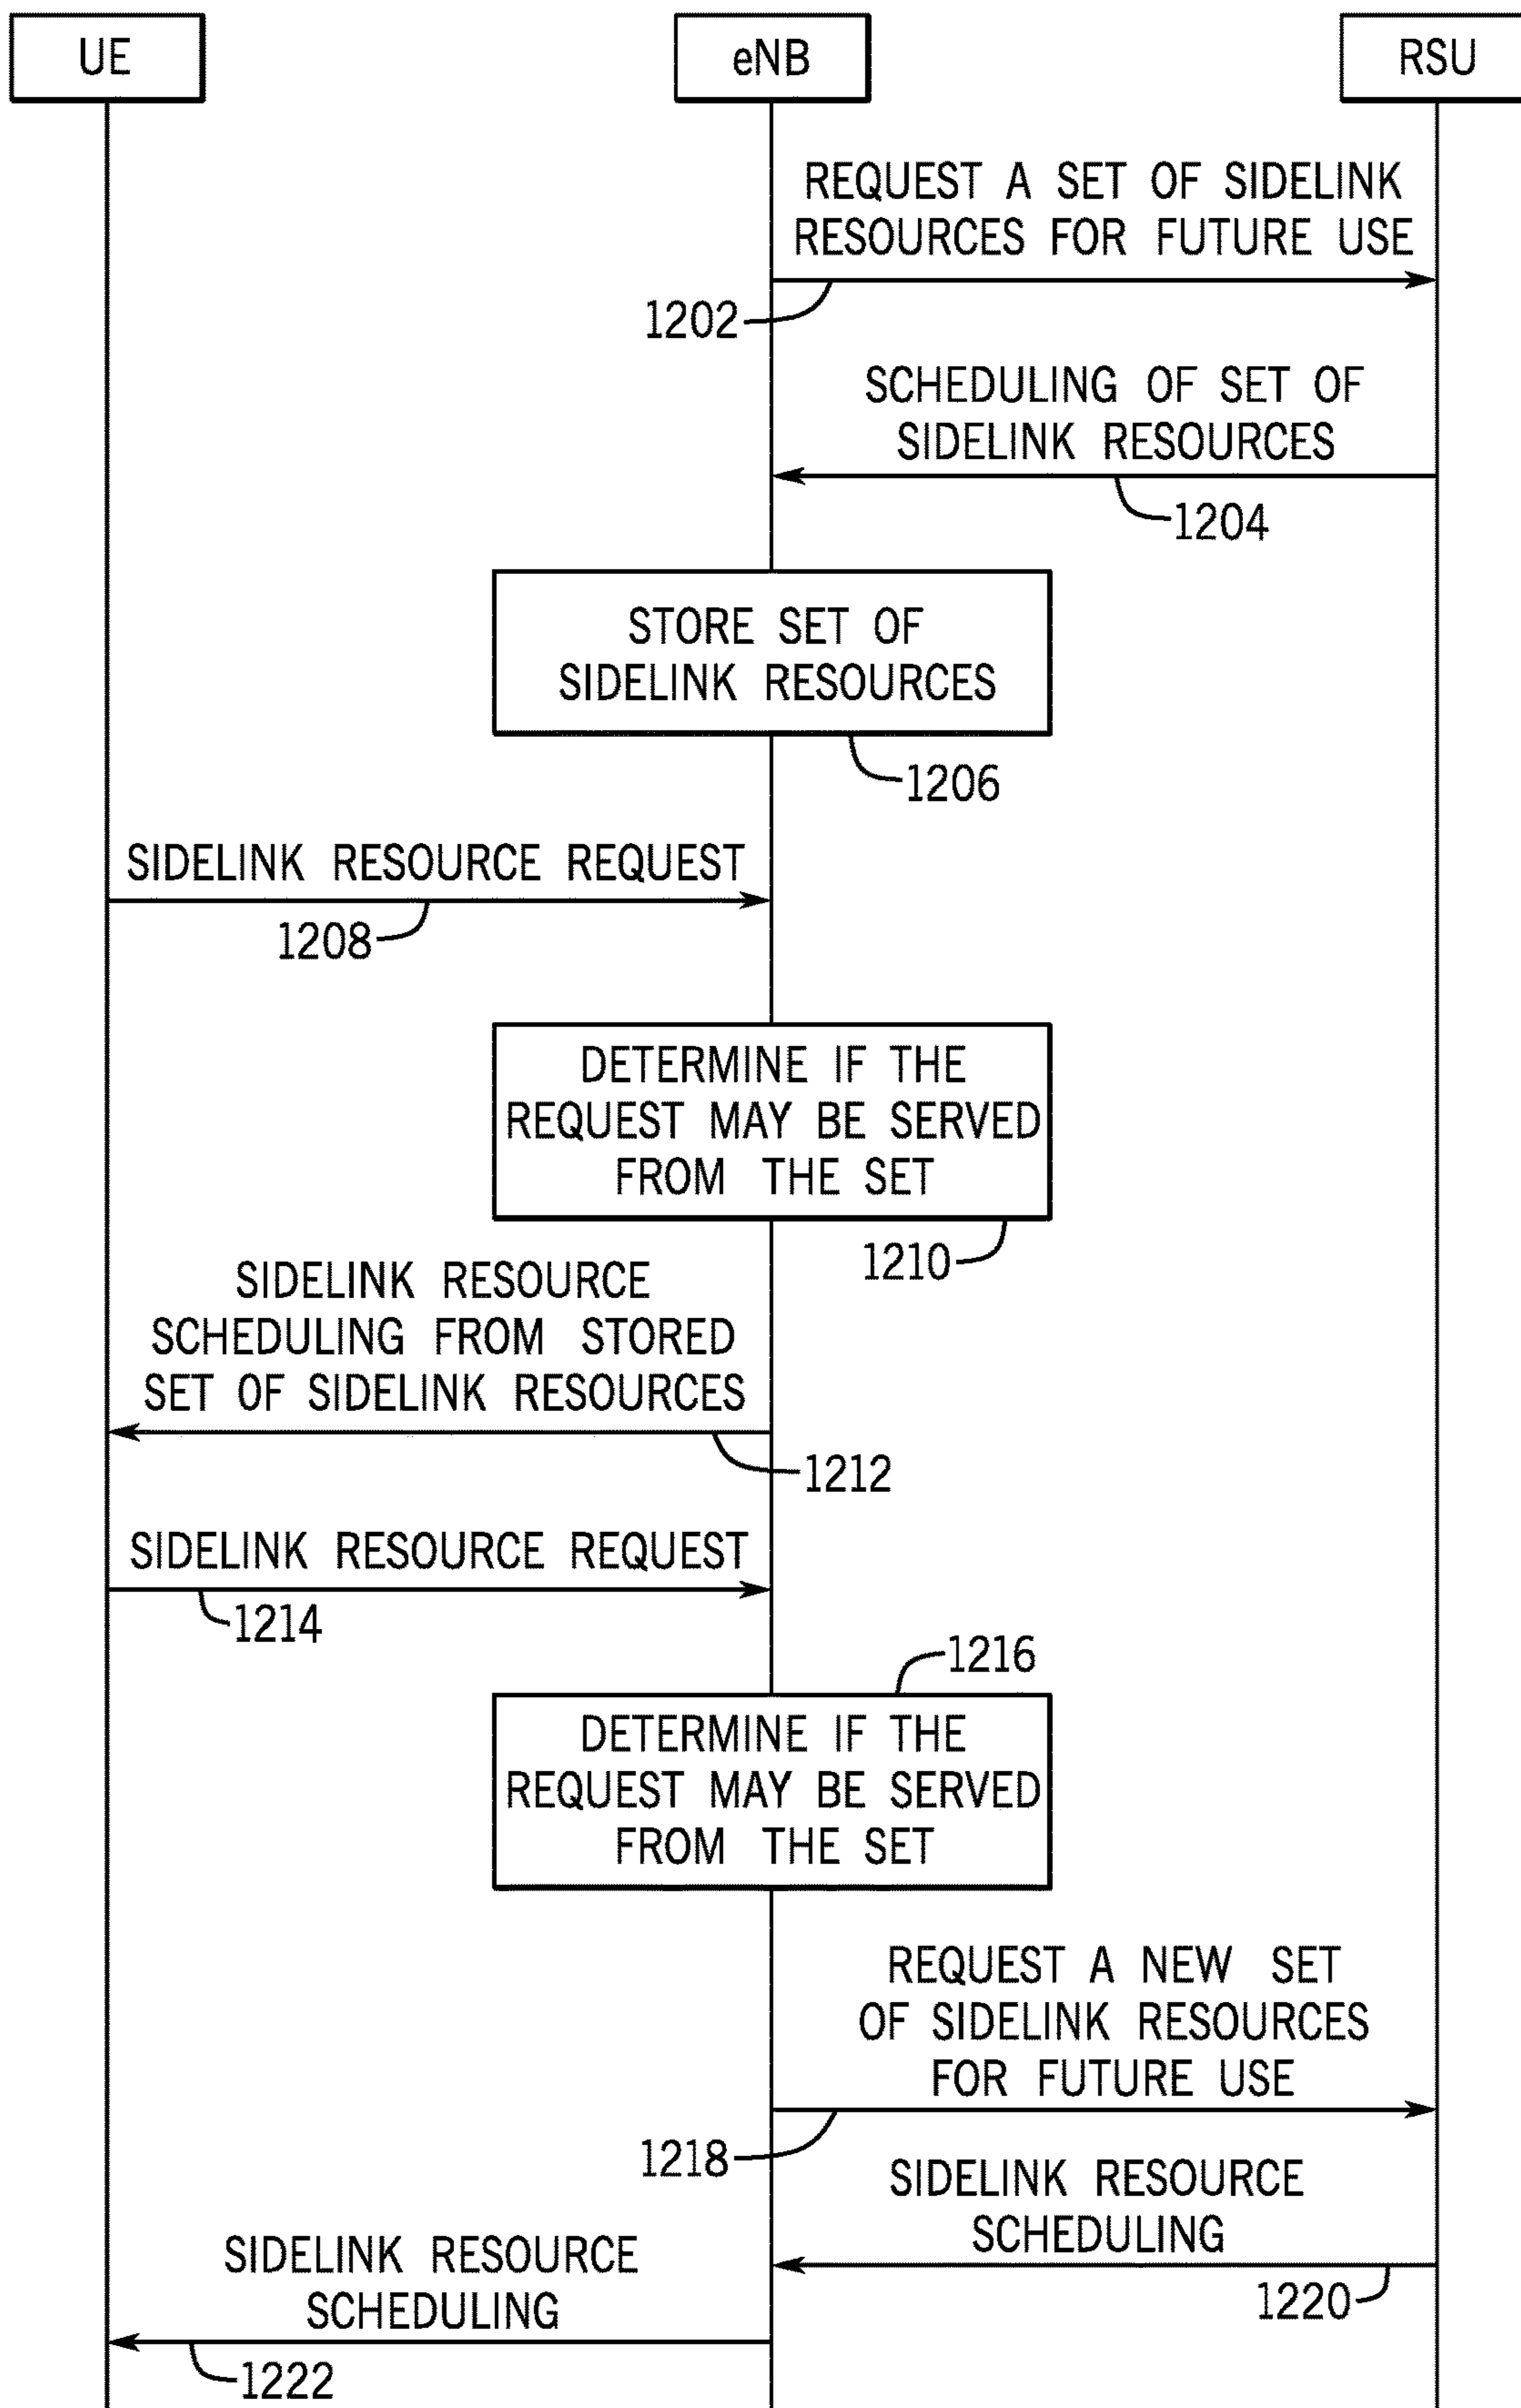 UE
eNB
RSU
REQUEST A SET OF SIDELINK
RESOURCES FOR FUTURE USE
1202
SCHEDULING OF SET OF
SIDELINK RESOURCES
1204
STORE SET OF
SIDELINK RESOURCES
1206
SIDELINK RESOURCE REQUEST
1208
DETERMINE IF THE
REQUEST MAY BE SERVED
FROM THE SET
1210
SIDELINK RESOURCE
SCHEDULING FROM STORED
SET OF SIDELINK RESOURCES
1212
SIDELINK RESOURCE REQUEST
1214
1216
DETERMINE IF THE
REQUEST MAY BE SERVED
FROM THE SET
REQUEST A NEW SET
OF SIDELINK RESOURCES
FOR FUTURE USE
1218
SIDELINK RESOURCE
SCHEDULING
1220
SIDELINK RESOURCE
SCHEDULING
1222